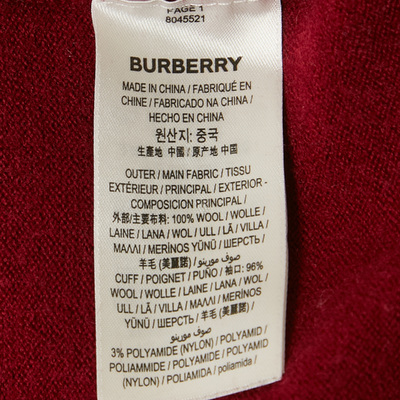 PAGE 1
8045521
BURBERRY
MADE IN CHINA / FABRIQUÉ EN
CHINE / FABRICADO NA CHINA /
HECHO EN CHINA
원산지: 중국
生產地 中國 / 原产地 中国
OUTER / MAIN FABRIC / TISSU
EXTÉRIEUR / PRINCIPAL / EXTERIOR -
COMPOSICION PRINCIPAL /
外部/主要布料: 100% WOOL / WOLLE /
LAINE / LANA / WOL / ULL / LÃ / VILLA /
ΜΑΛΛΙ / MERİNOS YÜNÜ / ШЕРСТЬ /
羊毛 (美麗諾) / صوف مورينو
CUFF / POIGNET / PUÑO / 袖口: 96%
WOOL / WOLLE / LAINE / LANA / WOL /
ULL / LÃ / VILLA / ΜΑΛΛΙ / MERİNOS
YÜNÜ / ШЕРСТЬ / 羊毛 (美麗諾) /
صوف مورينو
3% POLYAMIDE (NYLON) / POLYAMID /
POLIAMMIDE / POLYAMIDE / POLYAMID
(NYLON) / POLIAMIDA / poliamida /